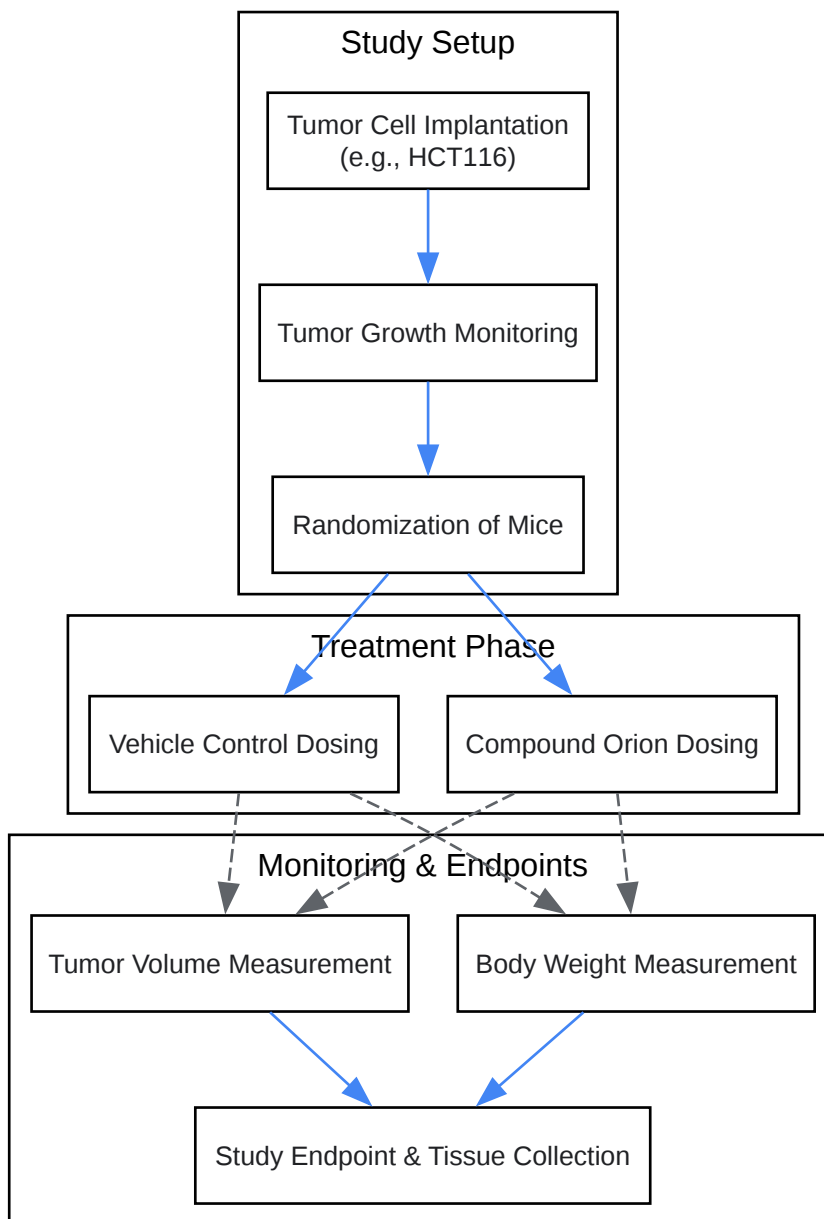 Study Setup
Tumor Cell Implantation
(e.g., HCT116)
Tumor Growth Monitoring
Randomization of Mice
Treatment Phase
Vehicle Control Dosing
Compound Orion Dosing
Monitoring & Endpoints
Tumor Volume Measurement
Body Weight Measurement
Study Endpoint & Tissue Collection